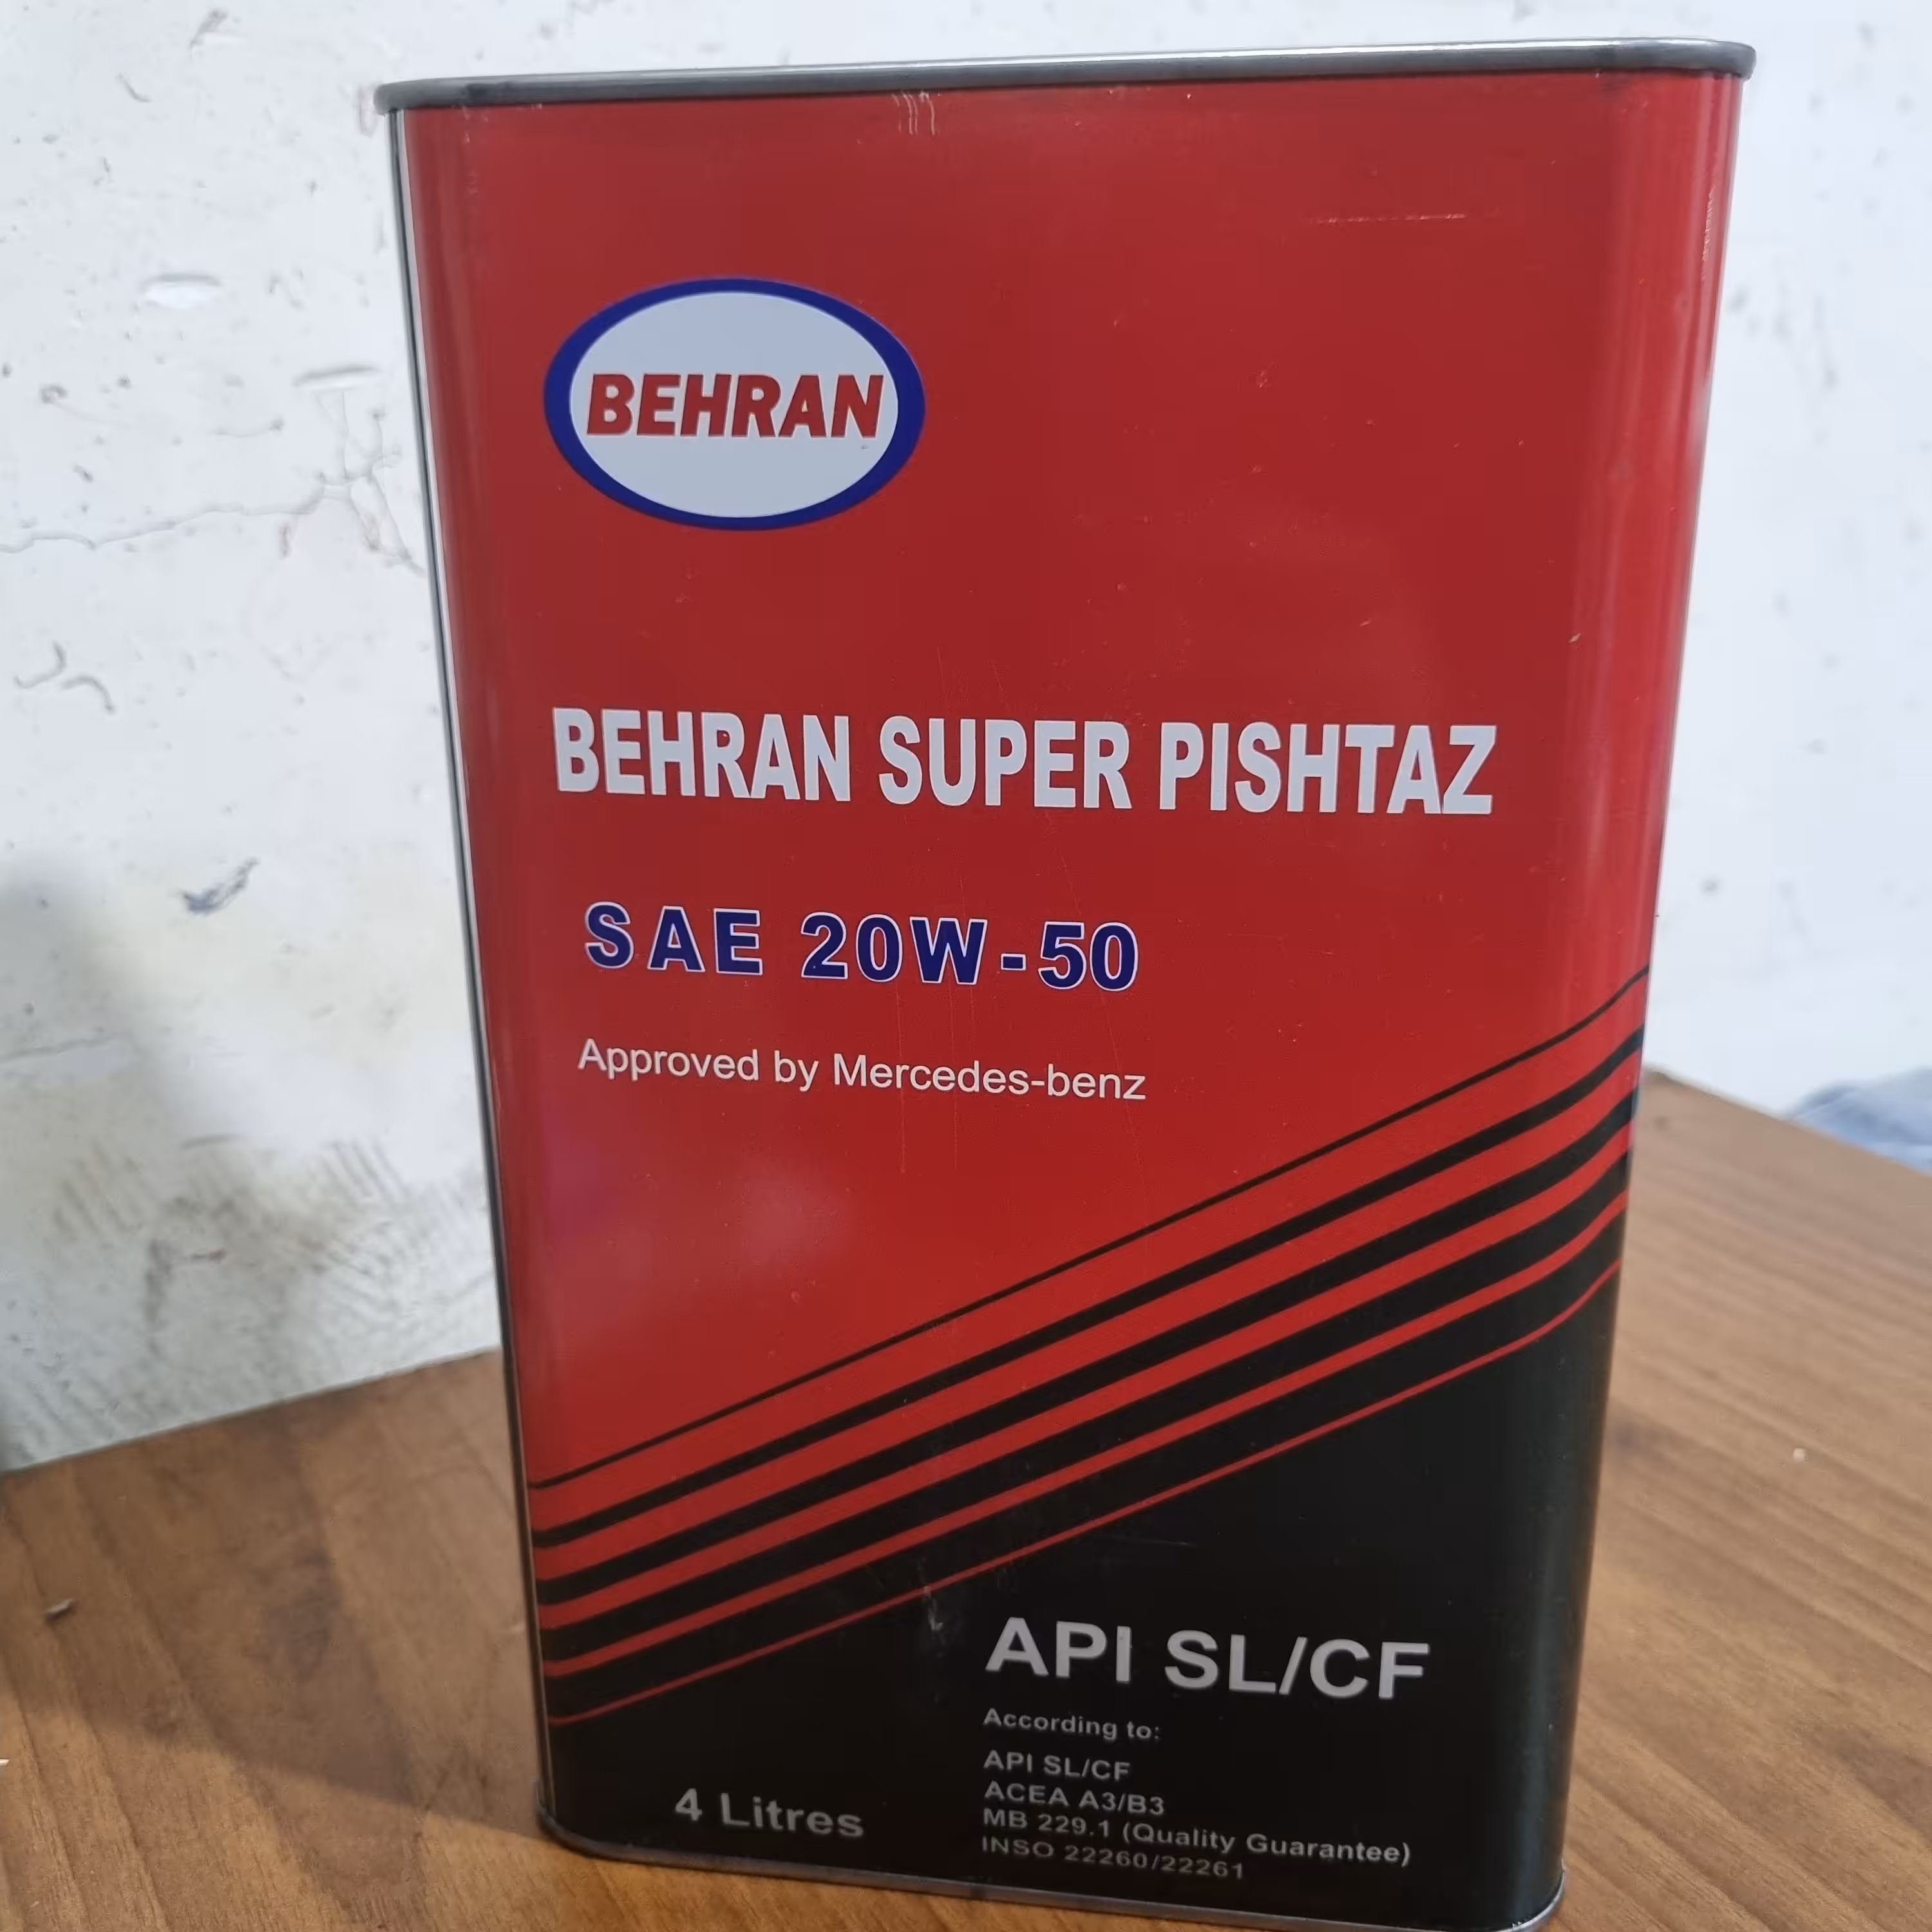 BEHRAN
BEHRAN SUPER PISHTAZ
SAE 20W-50
Approved by Mercedes-benz
API SL/CF
According to:
API SL/CF
ACEA A3/B3
MB 229.1 (Quality Guarantee)
INSO 22260/22261
4 Litres